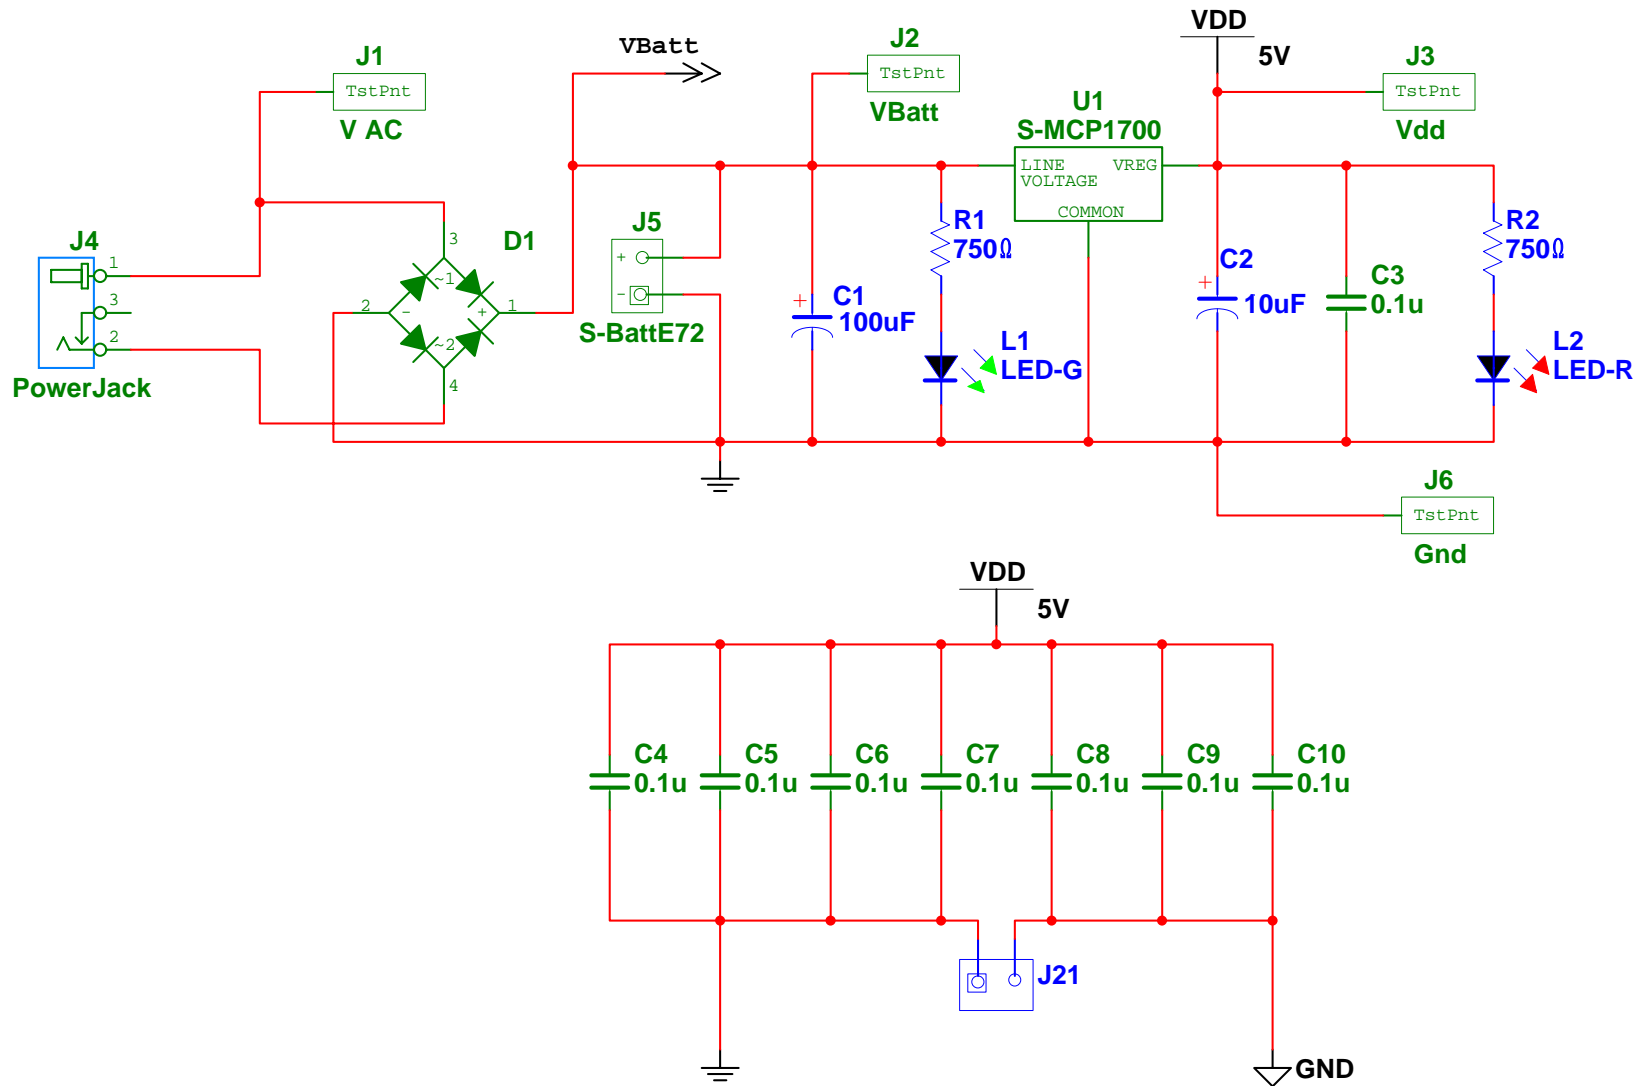 VDD
5V
VBatt
J1
TstPnt
V AC
J2
TstPnt
VBatt
J3
TstPnt
Vdd
U1
S-MCP1700
LINE
VOLTAGE
VREG
COMMON
J4
1
3
2
PowerJack
D1
3
~1
2
-
+
1
~2
4
J5
+
-
S-BattE72
+
C1
100uF
R1
750Ω
L1
LED-G
+
C2
10uF
C3
0.1u
R2
750Ω
L2
LED-R
J6
TstPnt
Gnd
VDD
5V
C4
0.1u
C5
0.1u
C6
0.1u
C7
0.1u
C8
0.1u
C9
0.1u
C10
0.1u
J21
GND